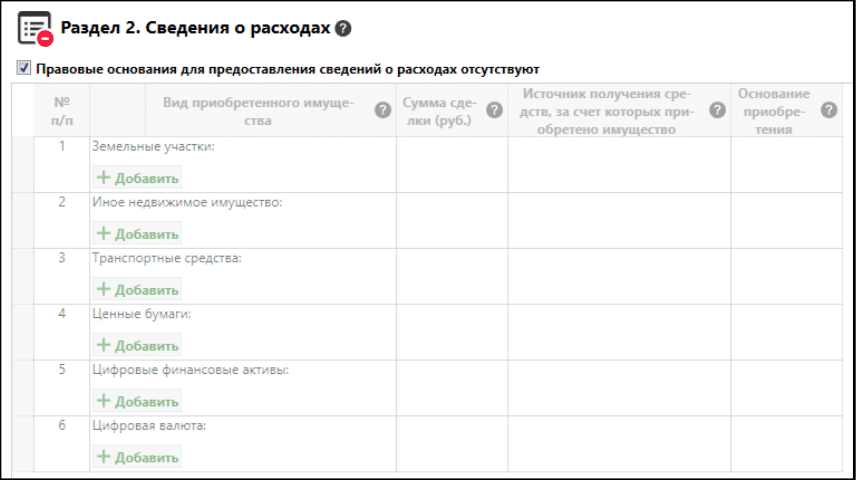 Раздел 2. Сведения о расходах ?
Правовые основания для предоставления сведений о расходах отсутствуют
№ п/п
Вид приобретенного имуще-
ства
?
Сумма сде-
лки (руб.)
?
Источник получения сре-
дств, за счет которых при-
обретено имущество
?
Основание
приобре-
тения
?
1 Земельные участки:
+ Добавить
2 Иное недвижимое имущество:
+ Добавить
3 Транспортные средства:
+ Добавить
4 Ценные бумаги:
+ Добавить
5 Цифровые финансовые активы:
+ Добавить
6 Цифровая валюта:
+ Добавить